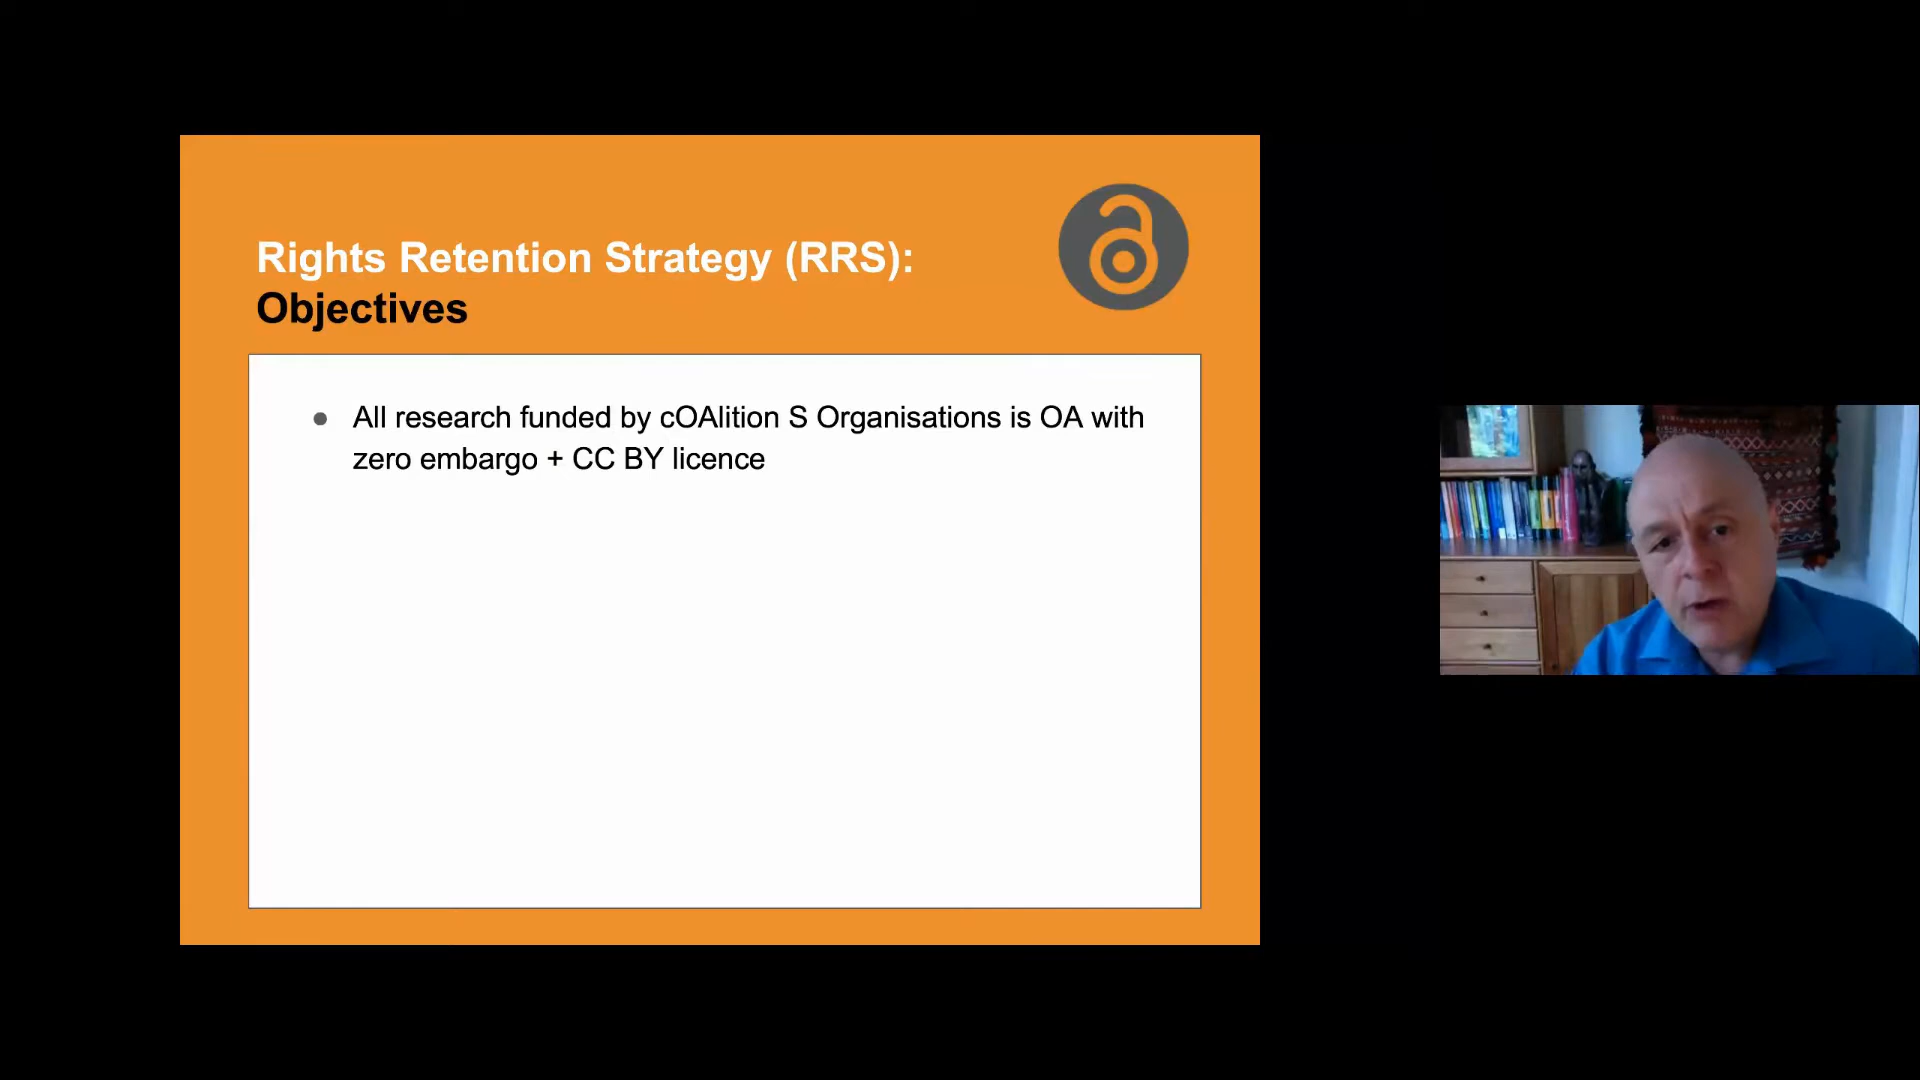 Rights Retention Strategy (RRS):
Objectives
● All research funded by cOAlition S Organisations is OA with
zero embargo + CC BY licence